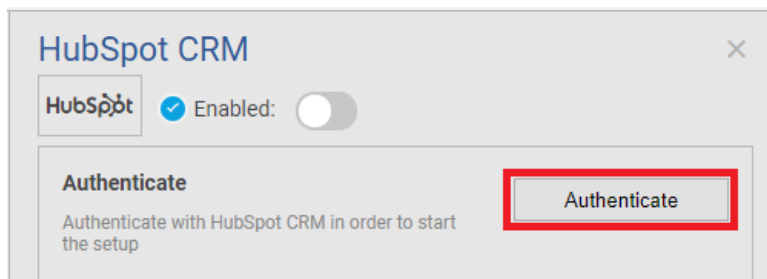 HubSpot CRM
HubSpot
Enabled:
Authenticate
Authenticate
Authenticate with HubSpot CRM in order to start
the setup